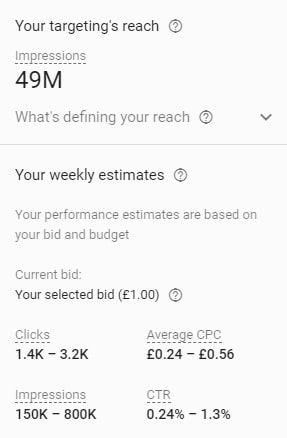 Your targeting's reach
Impressions
49M
What's defining your reach
Your weekly estimates
Your performance estimates are based on
your bid and budget
Current bid:
Your selected bid (£1.00)
Clicks Average CPC
1.4K – 3.2K £0.24 – £0.56
Impressions CTR
150K – 800K 0.24% – 1.3%